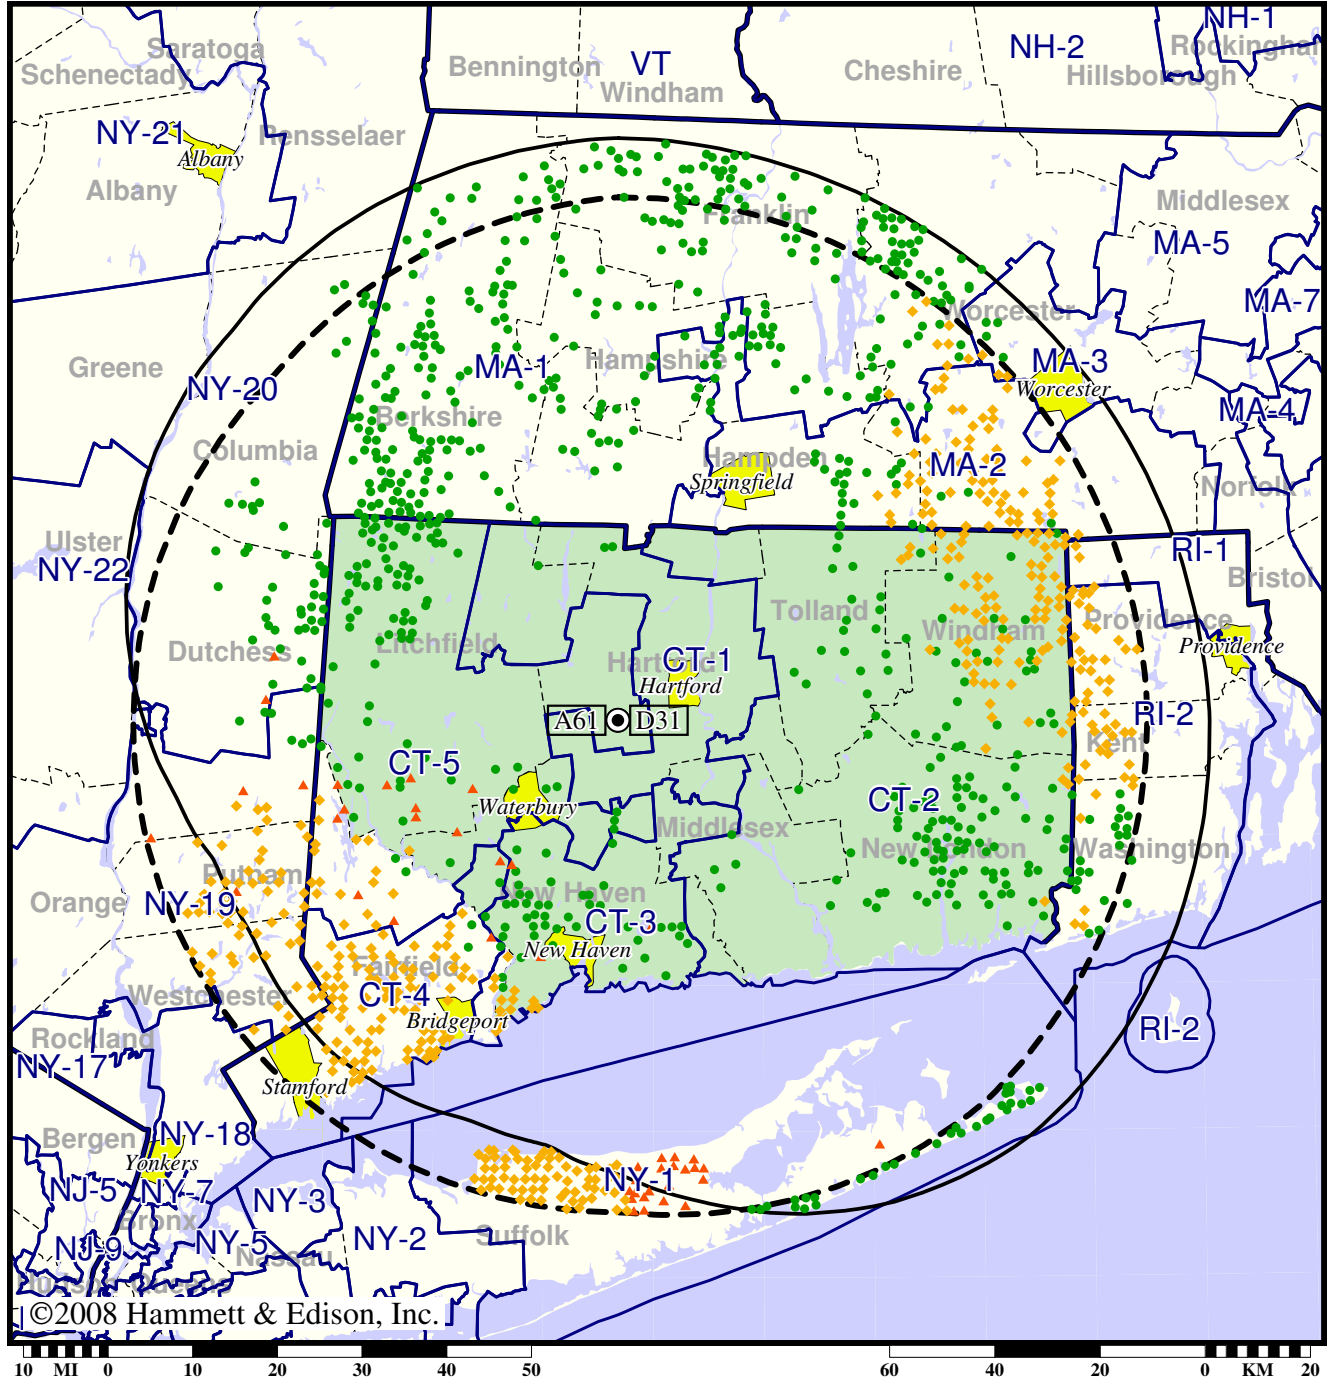 NH-1
Saratoga
NH-2
Rockingham
Schenectady
Bennington
VT
Cheshire
Hillsborough
Windham
NY-21
Rensselaer
Albany
Albany
Middlesex
Franklin
MA-5
MA-7
Worcester
Greene
MA-1
Hampshire
MA-3
NY-20
Worcester
Berkshire
MA-4
Columbia
Hampden
MA-2
Springfield
Norfolk
Ulster
RI-1
NY-22
Bristol
Tolland
Providence
Windham
Dutchess
Litchfield
Hartford
CT-1
Providence
Hartford
A61
D31
RI-2
Kent
CT-5
CT-2
Waterbury
Middlesex
New London
Washington
Putnam
New Haven
Orange
NY-19
CT-3
New Haven
Fairfield
Westchester
CT-4
Bridgeport
RI-2
Rockland
NY-17
Stamford
Bergen
NY-18
Yonkers
NJ-5
NY-7
NY-3
NY-1
Bronx
NY-5
NY-2
Suffolk
NJ-9
Nassau
Hudson
Queens
©2008 Hammett & Edison, Inc.
10 MI 0 10 20 30 40 50 60 40 20 0 KM 20